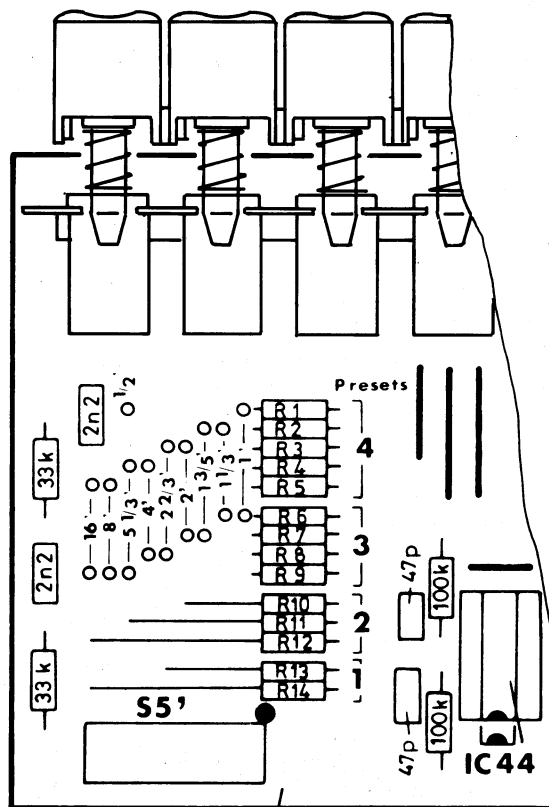 Presets
1/2'
2n2
33k
16'
8'
5 1/3'
4'
2 2/3'
2'
1 3/5'
1 1/3'
1'
R1
R2
R3
R4
R5
4
R6
R7
R8
R9
3
R10
R11
R12
2
R13
R14
1
2n2
33k
S5'
47p
100k
47p
100k
IC44